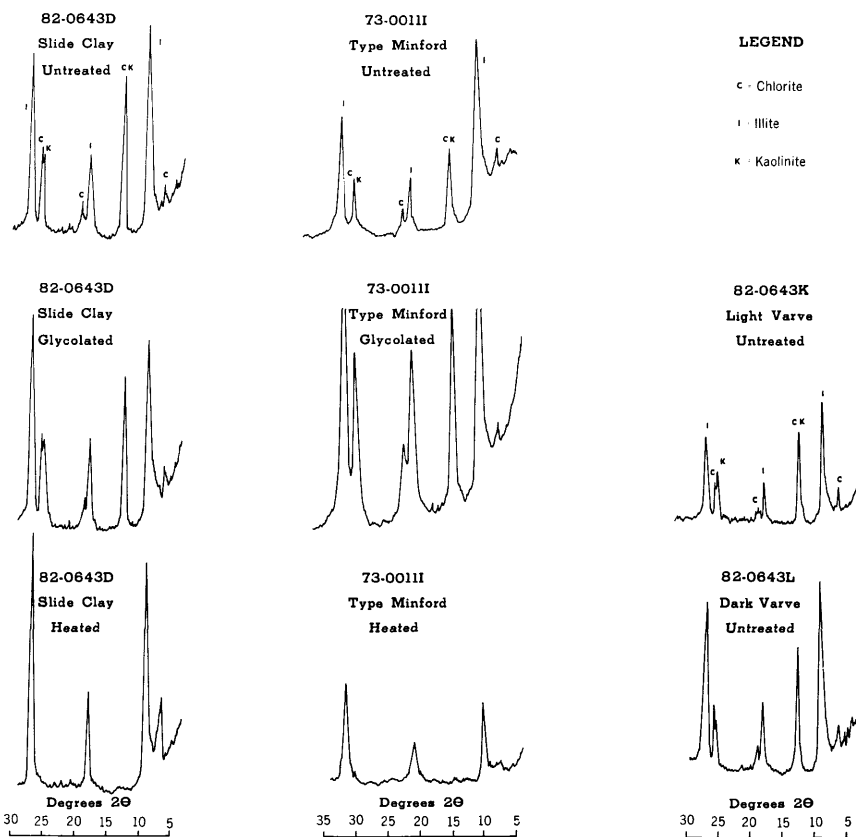 82-0643D
Slide Clay
Untreated
I
C K
I
C
K
I
C
C
73-0011I
Type Minford
Untreated
I
I
C K
C
C
K
I
C
LEGEND
C - Chlorite
I - Illite
K - Kaolinite
82-0643D
Slide Clay
Glycolated
73-0011I
Type Minford
Glycolated
82-0643K
Light Varve
Untreated
I
I
C K
C
K
I
C
C
82-0643D
Slide Clay
Heated
73-0011I
Type Minford
Heated
82-0643L
Dark Varve
Untreated
Degrees 2Θ
30 25 20 15 10 5
Degrees 2Θ
35 30 25 20 15 10 5
Degrees 2Θ
30 25 20 15 10 5